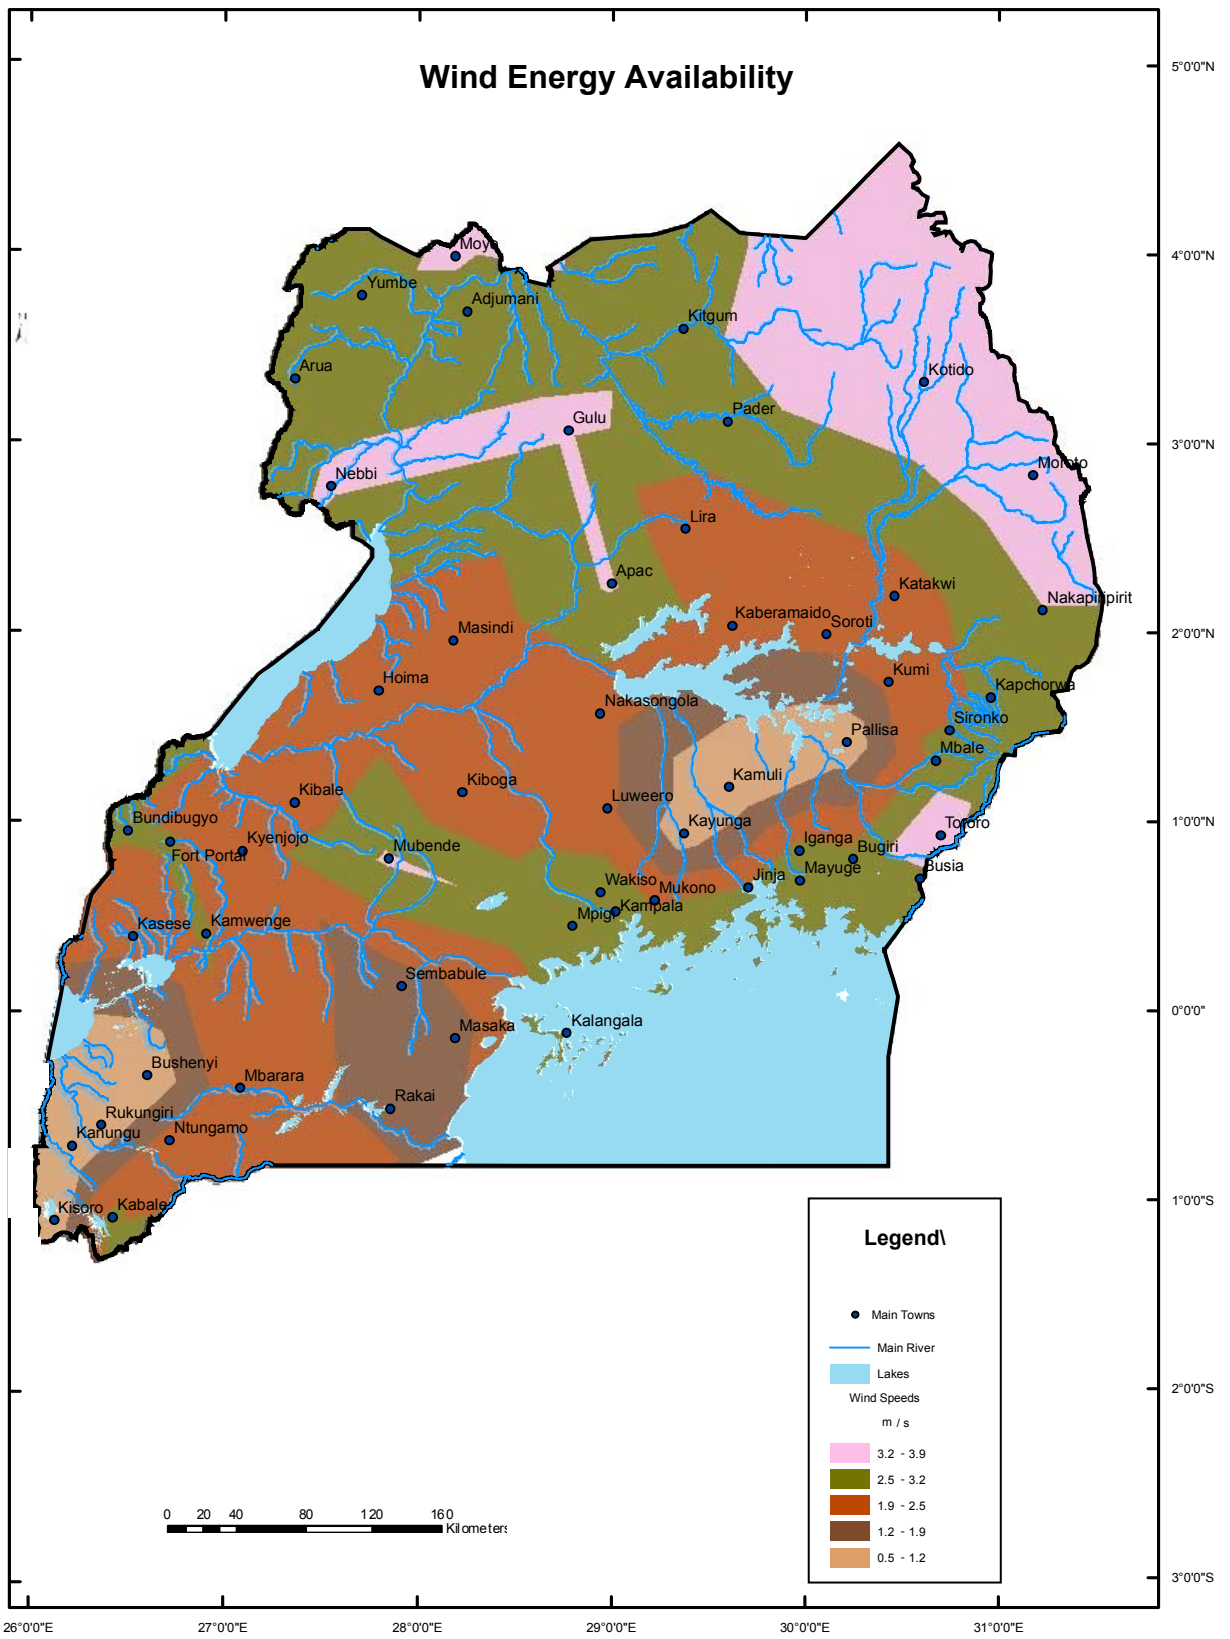 Wind Energy Availability
5°0'0"N
4°0'0"N
3°0'0"N
2°0'0"N
1°0'0"N
0°0'0"
1°0'0"S
2°0'0"S
3°0'0"S
Moyo
Yumbe
Adjumani
Kitgum
Arua
Kotido
Pader
Gulu
Moroto
Nebbi
Lira
Apac
Katakwi
Nakapiripirit
Kaberamaido
Soroti
Masindi
Kumi
Hoima
Kapchorwa
Nakasongola
Sironko
Pallisa
Mbale
Kamuli
Kiboga
Kibale
Luweero
Kayunga
Bundibugyo
Tororo
Kyenjojo
Iganga
Fort Portal
Mubende
Bugiri
Busia
Mayuge
Jinja
Wakiso
Mukono
Kampala
Mpigi
Kasese
Kamwenge
Sembabule
Masaka
Kalangala
Bushenyi
Mbarara
Rakai
Rukungiri
Kanungu
Ntungamo
Kisoro
Kabale
Legend\
Main Towns
Main River
Lakes
Wind Speeds
m / s
3.2 - 3.9
2.5 - 3.2
1.9 - 2.5
1.2 - 1.9
0.5 - 1.2
0 20 40 80 120 160
Kilometers
26°0'0"E 27°0'0"E 28°0'0"E 29°0'0"E 30°0'0"E 31°0'0"E